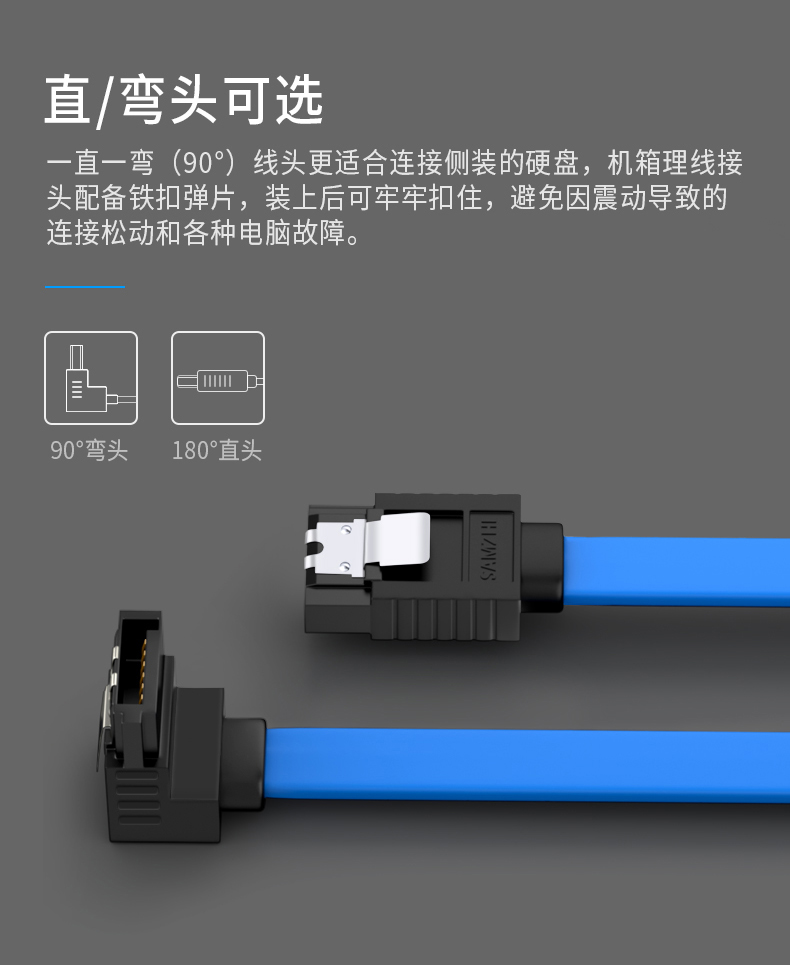 直/弯头可选
一直一弯（90°）线头更适合连接侧装的硬盘，机箱理线接
头配备铁扣弹片，装上后可牢牢扣住，避免因震动导致的
连接松动和各种电脑故障。
90°弯头
180°直头
SAMZHI